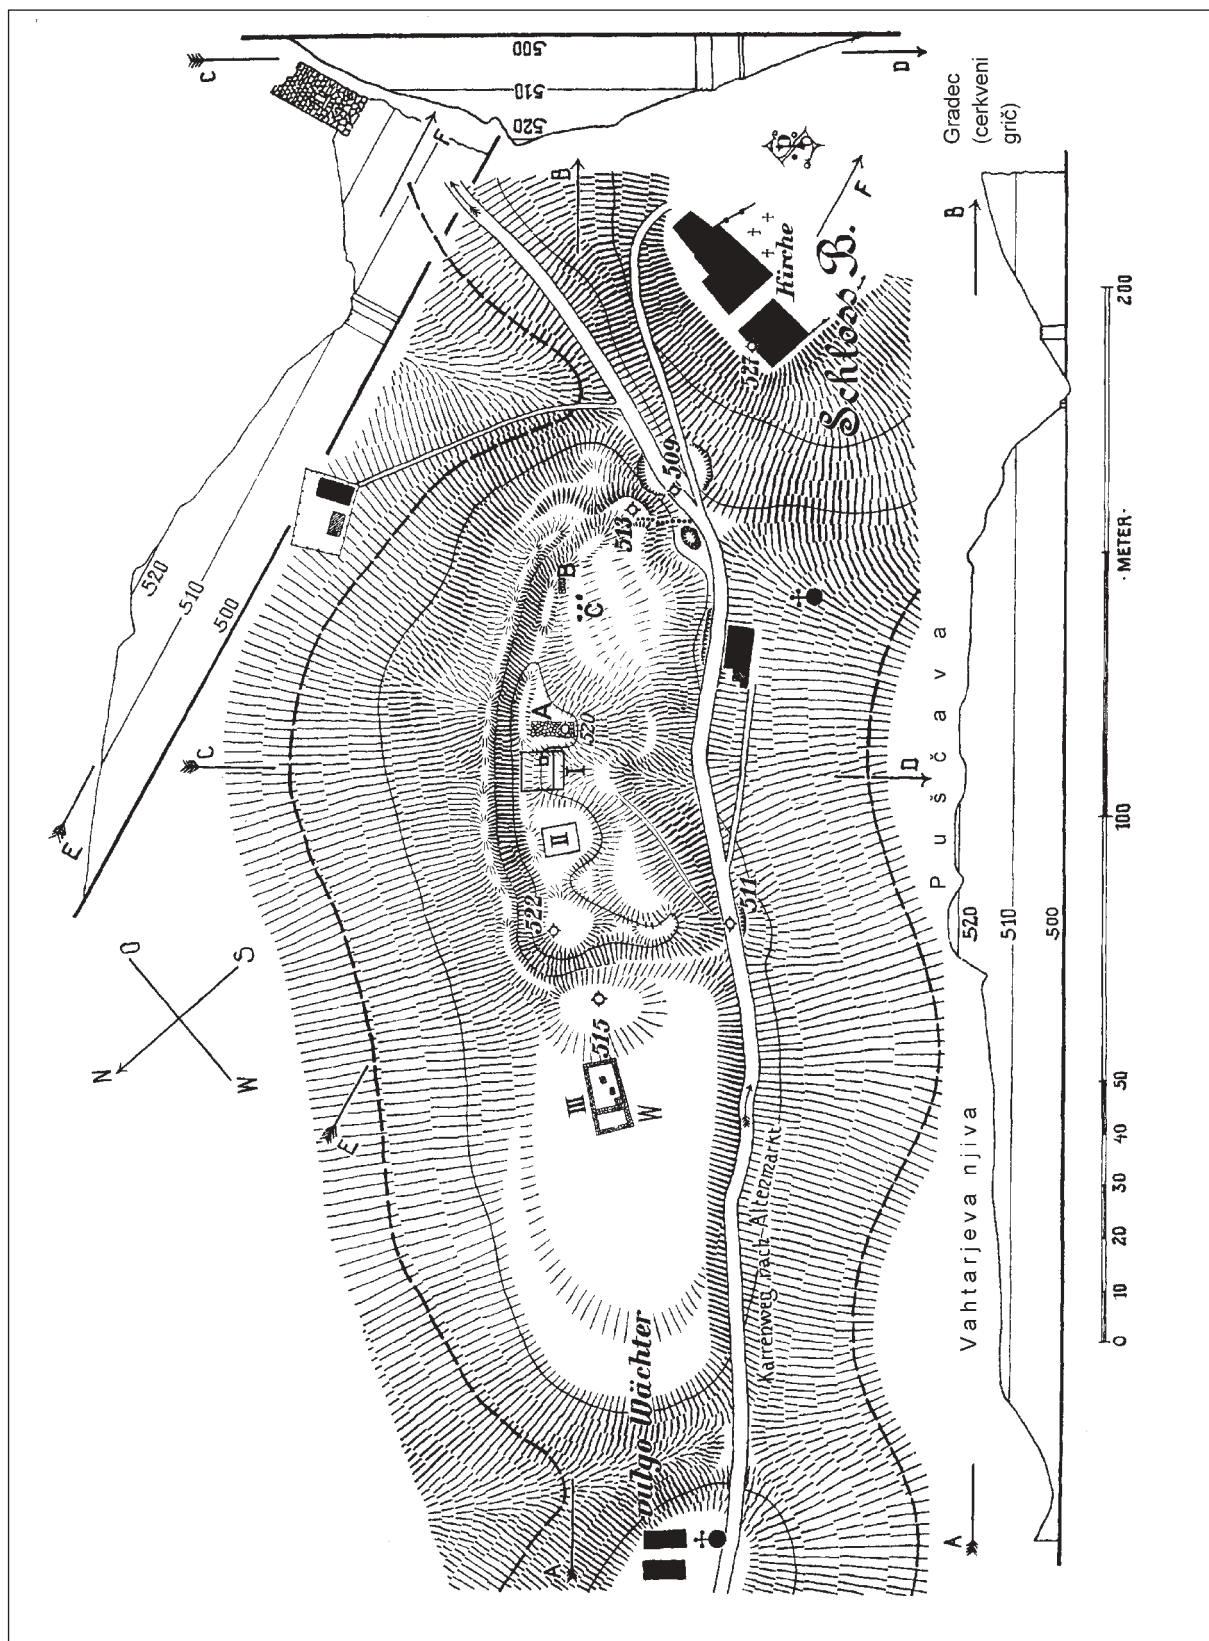 Gradec
(cerkveni
grič)
C
D
500
510
520
F
B
E
520
510
500
C
O
S
N
W
E
F
B
Kirche
Schloss B.
527
509
513
B
C
A
520
I
II
522
515
III
W
511
D
Karrenweg nach Altenmarkt
vulgo Wächter
A
Puščava
Vahtarjeva njiva
520
510
500
A
B
0
10
20
30
40
50
100
200
·METER·